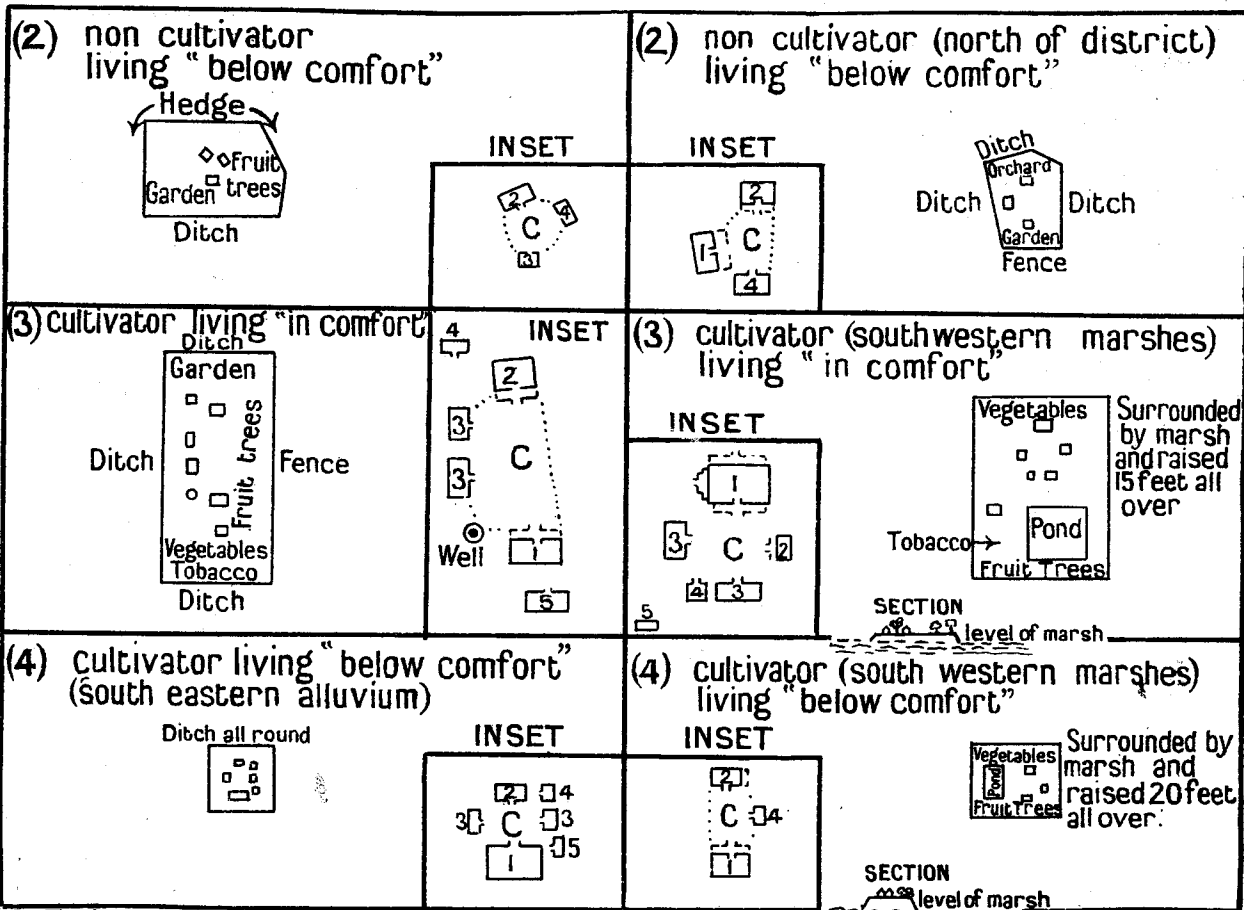 (2) non cultivator
living "below comfort"
Hedge
Fruit
Garden trees
Ditch
INSET
2
4
C
3
(2) non cultivator (north of district)
living "below comfort"
INSET
2
1
C
4
Ditch
Orchard
Ditch
Ditch
Garden
Fence
(3) cultivator living "in comfort"
Ditch
Garden
Ditch
Fruit trees
Fence
Vegetables
Tobacco
Ditch
4
INSET
2
3
C
3
Well
1
5
(3) cultivator (southwestern marshes)
living "in comfort"
INSET
1
3
C
2
4
3
5
Vegetables
Surrounded
by marsh
and raised
15 feet all
over
Tobacco
Pond
Fruit Trees
SECTION
level of marsh
(4) cultivator living "below comfort"
(south eastern alluvium)
Ditch all round
INSET
2
4
3
C
3
1
5
(4) cultivator (south western marshes)
living "below comfort"
INSET
2
C
4
1
Vegetables
Pond
Fruit Trees
Surrounded by
marsh and
raised 20 feet
all over.
SECTION
level of marsh